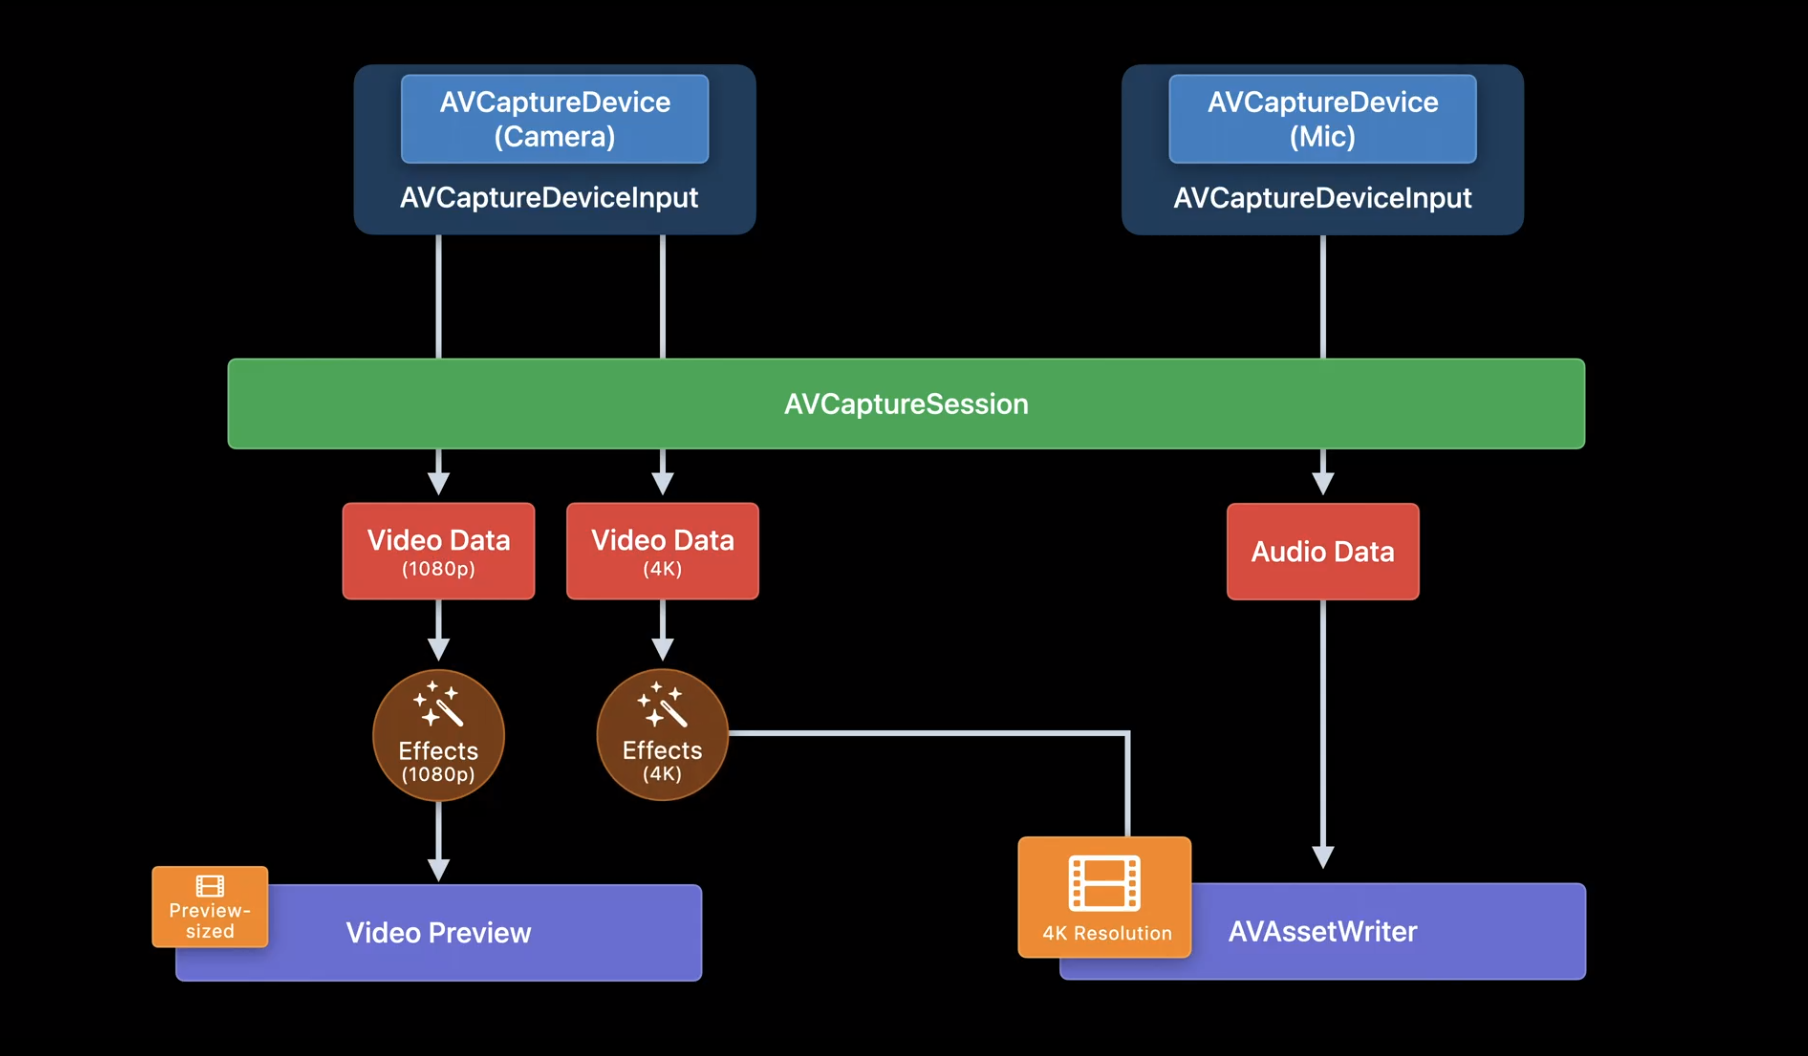 AVCaptureDevice
(Camera)
AVCaptureDeviceInput
AVCaptureDevice
(Mic)
AVCaptureDeviceInput
AVCaptureSession
Video Data
(1080p)
Video Data
(4K)
Audio Data
Effects
(1080p)
Effects
(4K)
Preview-
sized
Video Preview
4K Resolution
AVAssetWriter